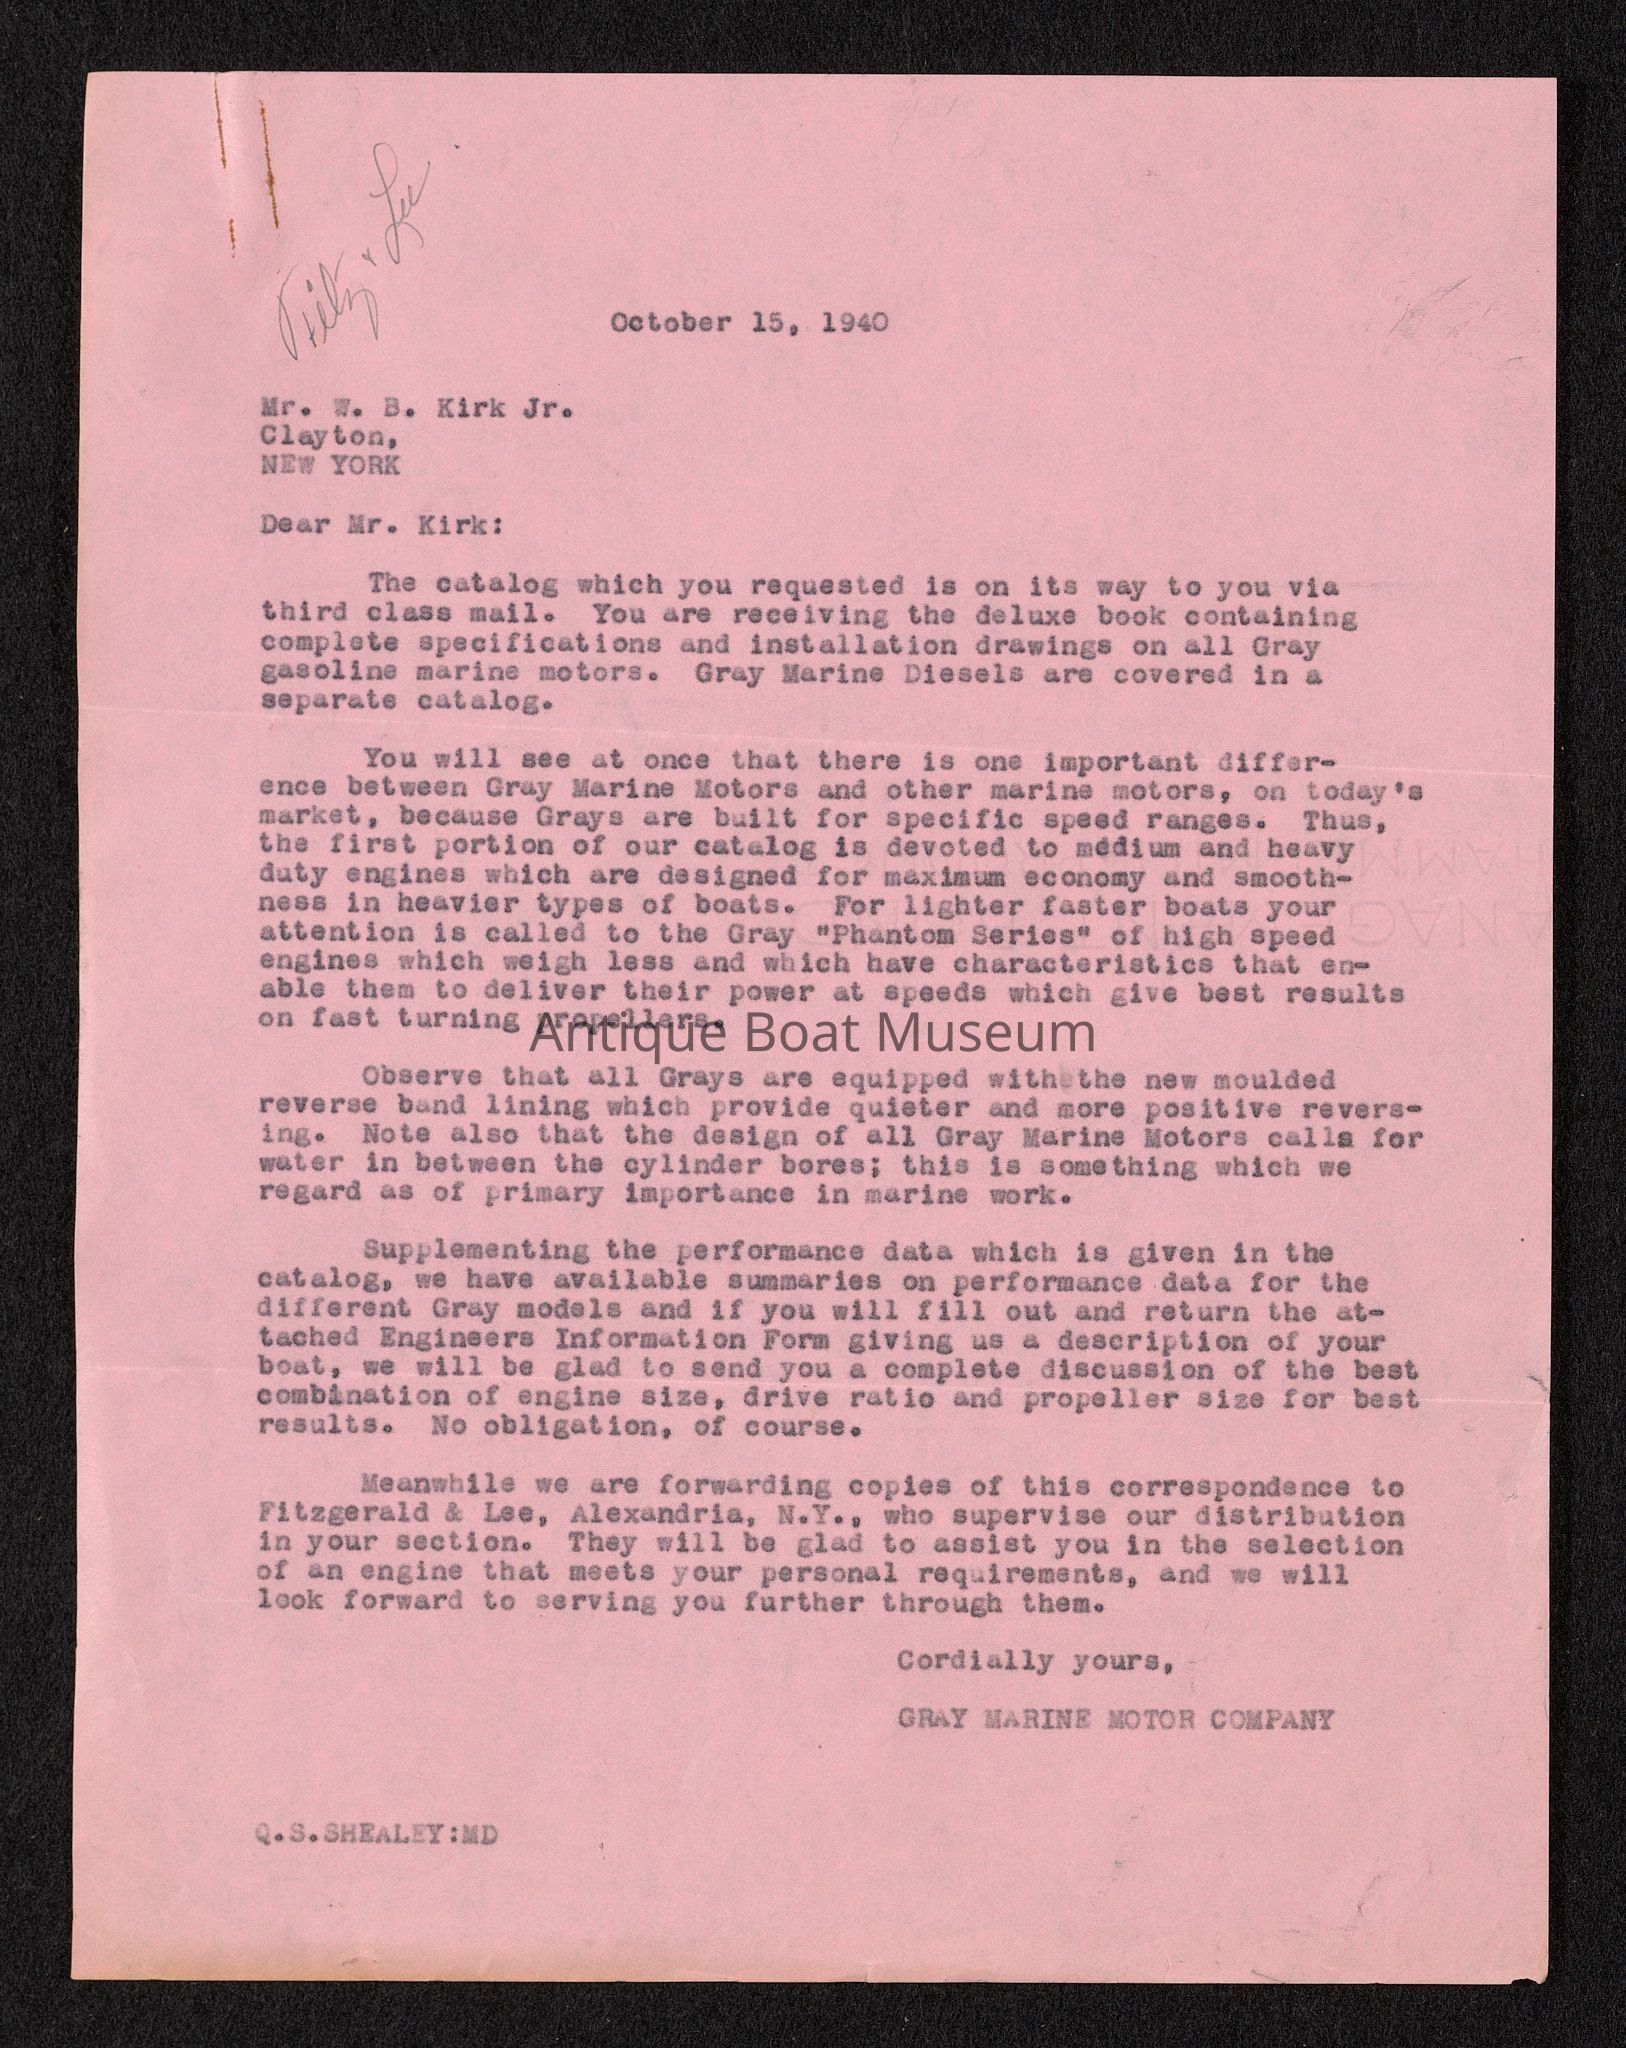 Fitz & Lee
October 15, 1940
Mr. W. B. Kirk Jr.
Clayton,
NEW YORK
Dear Mr. Kirk:
The catalog which you requested is on its way to you via
third class mail. You are receiving the deluxe book containing
complete specifications and installation drawings on all Gray
gasoline marine motors. Gray Marine Diesels are covered in a
separate catalog.
You will see at once that there is one important differ-
ence between Gray Marine Motors and other marine motors, on today's
market, because Grays are built for specific speed ranges. Thus,
the first portion of our catalog is devoted to medium and heavy
duty engines which are designed for maximum economy and smooth-
ness in heavier types of boats. For lighter faster boats your
attention is called to the Gray "Phantom Series" of high speed
engines which weigh less and which have characteristics that en-
able them to deliver their power at speeds which give best results
on fast turning propellers.
Antique Boat Museum
Observe that all Grays are equipped with the new moulded
reverse band lining which provide quieter and more positive revers-
ing. Note also that the design of all Gray Marine Motors calls for
water in between the cylinder bores; this is something which we
regard as of primary importance in marine work.
Supplementing the performance data which is given in the
catalog, we have available summaries on performance data for the
different Gray models and if you will fill out and return the at-
tached Engineers Information Form giving us a description of your
boat, we will be glad to send you a complete discussion of the best
combination of engine size, drive ratio and propeller size for best
results. No obligation, of course.
Meanwhile we are forwarding copies of this correspondence to
Fitzgerald & Lee, Alexandria, N.Y., who supervise our distribution
in your section. They will be glad to assist you in the selection
of an engine that meets your personal requirements, and we will
look forward to serving you further through them.
Cordially yours,
GRAY MARINE MOTOR COMPANY
Q.S.SHEALEY:MD